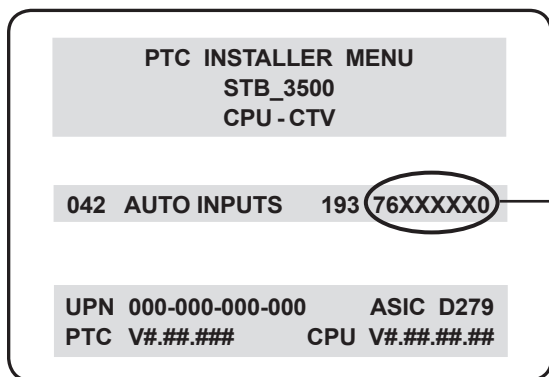 PTC INSTALLER MENU
STB_3500
CPU - CTV
042 AUTO INPUTS 193 76XXXXX0
UPN 000-000-000-000 ASIC D279
PTC V#.##.### CPU V#.##.##.##